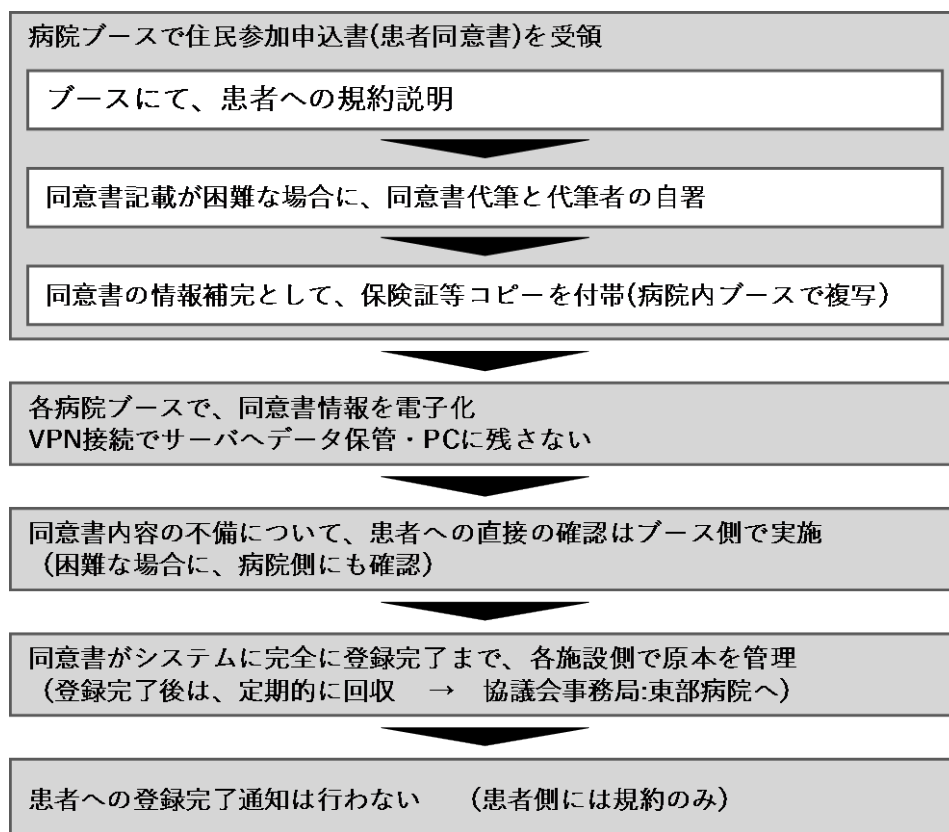 病院ブースで住民参加申込書(患者同意書)を受領
ブースにて、患者への規約説明
同意書記載が困難な場合に、同意書代筆と代筆者の自署
同意書の情報補完として、保険証等コピーを付帯(病院内ブースで複写)
各病院ブースで、同意書情報を電子化
VPN接続でサーバへデータ保管・PCに残さない
同意書内容の不備について、患者への直接の確認はブース側で実施
(困難な場合に、病院側にも確認)
同意書がシステムに完全に登録完了まで、各施設側で原本を管理
(登録完了後は、定期的に回収 → 協議会事務局:東部病院へ)
患者への登録完了通知は行わない (患者側には規約のみ)